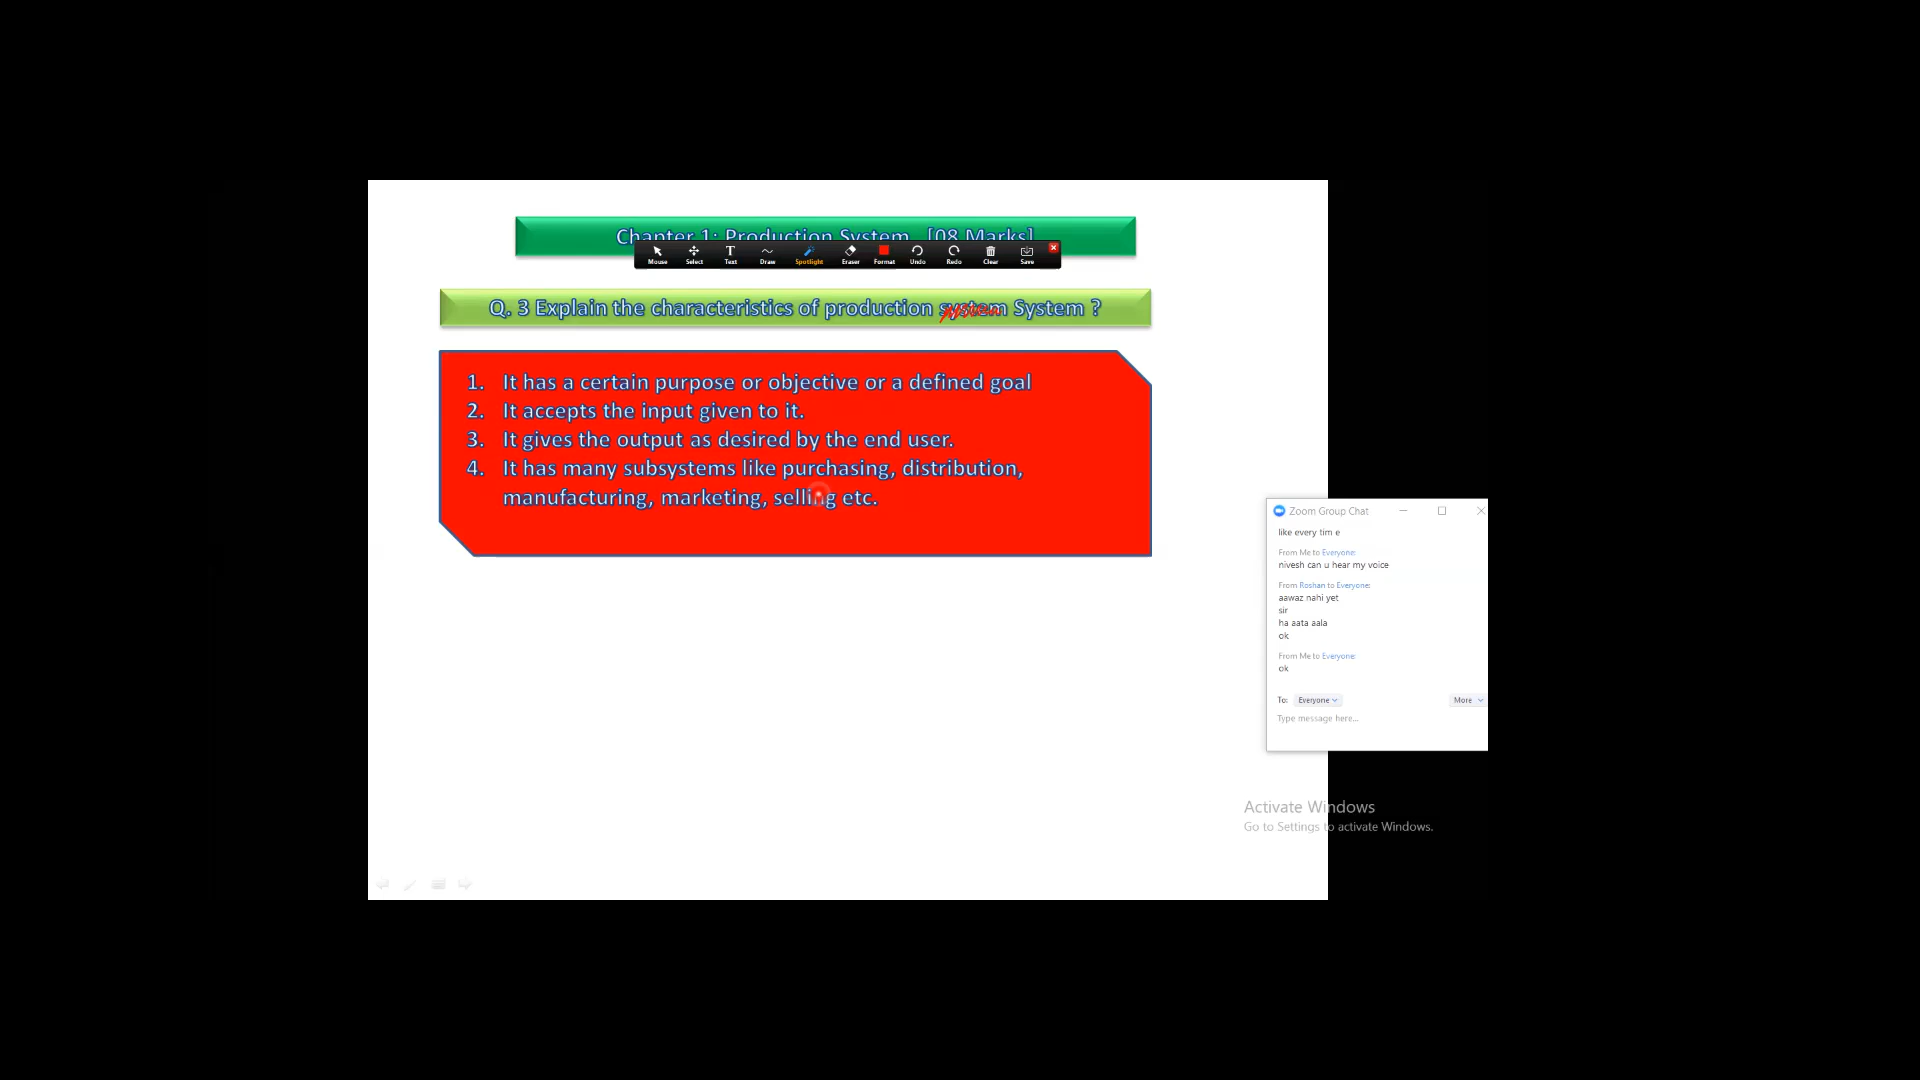 Chapter 1: Production System [08 Marks]
Mouse Select Text Draw Spotlight Eraser Format Undo Redo Clear Save
Q. 3 Explain the characteristics of production system System ?
1. It has a certain purpose or objective or a defined goal
2. It accepts the input given to it.
3. It gives the output as desired by the end user.
4. It has many subsystems like purchasing, distribution,
manufacturing, marketing, selling etc.
Zoom Group Chat
like every tim e
From Me to Everyone:
nivesh can u hear my voice
From Roshan to Everyone:
aawaz nahi yet
sir
ha aata aala
ok
From Me to Everyone:
ok
To: Everyone More
Type message here...
Activate Windows
Go to Settings to activate Windows.